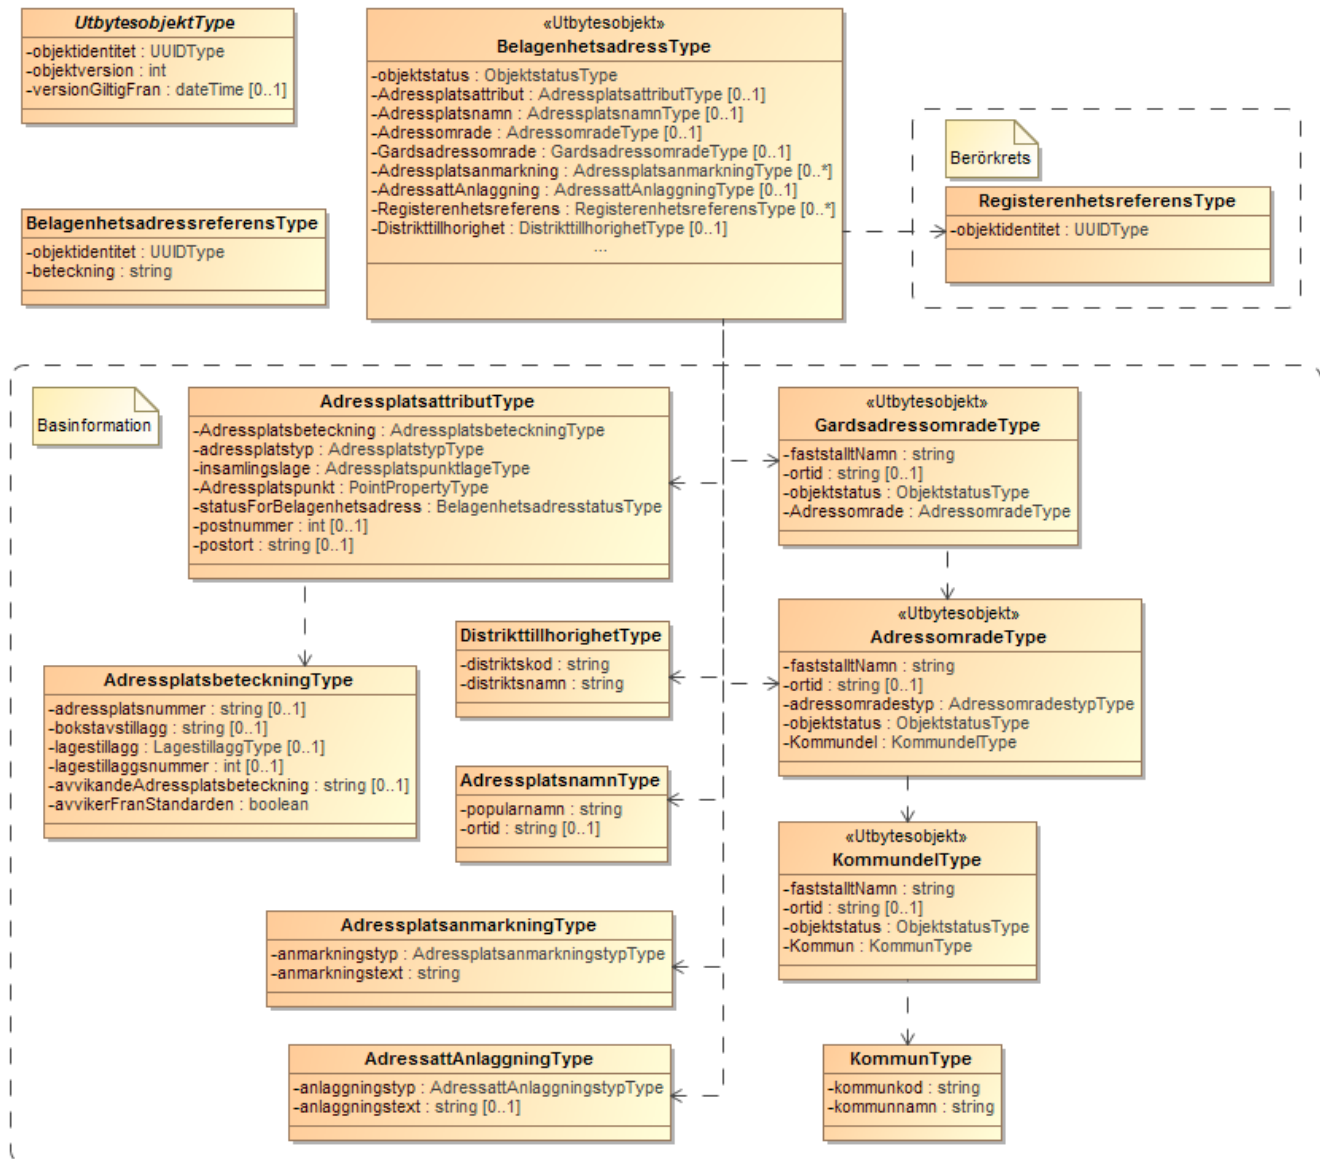 UtbytesobjektType
-objektidentitet : UUIDType
-objektversion : int
-versionGiltigFran : dateTime [0..1]
«Utbytesobjekt»
BelagenhetsadressType
-objektstatus : ObjektstatusType
-Adressplatsattribut : AdressplatsattributType [0..1]
-Adressplatsnamn : AdressplatsnamnType [0..1]
-Adressomrade : AdressomradeType [0..1]
-Gardsadressomrade : GardsadressomradeType [0..1]
-Adressplatsanmarkning : AdressplatsanmarkningType [0..*]
-AdressattAnlaggning : AdressattAnlaggningType [0..1]
-Registerenhetsreferens : RegisterenhetsreferensType [0..*]
-Distrikttillhorighet : DistrikttillhorighetType [0..1]
...
Berörkrets
RegisterenhetsreferensType
-objektidentitet : UUIDType
BelagenhetsadressreferensType
-objektidentitet : UUIDType
-beteckning : string
Basinformation
AdressplatsattributType
-Adressplatsbeteckning : AdressplatsbeteckningType
-adressplatstyp : AdressplatstypType
-insamlingslage : AdressplatspunktlageType
-Adressplatspunkt : PointPropertyType
-statusForBelagenhetsadress : BelagenhetsadresstatusType
-postnummer : int [0..1]
-postort : string [0..1]
«Utbytesobjekt»
GardsadressomradeType
-faststalltNamn : string
-ortid : string [0..1]
-objektstatus : ObjektstatusType
-Adressomrade : AdressomradeType
DistrikttillhorighetType
-distriktskod : string
-distriktsnamn : string
«Utbytesobjekt»
AdressomradeType
-faststalltNamn : string
-ortid : string [0..1]
-adressomradestyp : AdressomradestypType
-objektstatus : ObjektstatusType
-Kommundel : KommundelType
AdressplatsbeteckningType
-adressplatsnummer : string [0..1]
-bokstavstillagg : string [0..1]
-lagestillagg : LagestillaggType [0..1]
-lagestillaggsnummer : int [0..1]
-avvikandeAdressplatsbeteckning : string [0..1]
-avvikerFranStandarden : boolean
AdressplatsnamnType
-popularnamn : string
-ortid : string [0..1]
«Utbytesobjekt»
KommundelType
-faststalltNamn : string
-ortid : string [0..1]
-objektstatus : ObjektstatusType
-Kommun : KommunType
AdressplatsanmarkningType
-anmarkningstyp : AdressplatsanmarkningstypType
-anmarkningstext : string
AdressattAnlaggningType
-anlaggningstyp : AdressattAnlaggningstypType
-anlaggningstext : string [0..1]
KommunType
-kommunkod : string
-kommunnamn : string